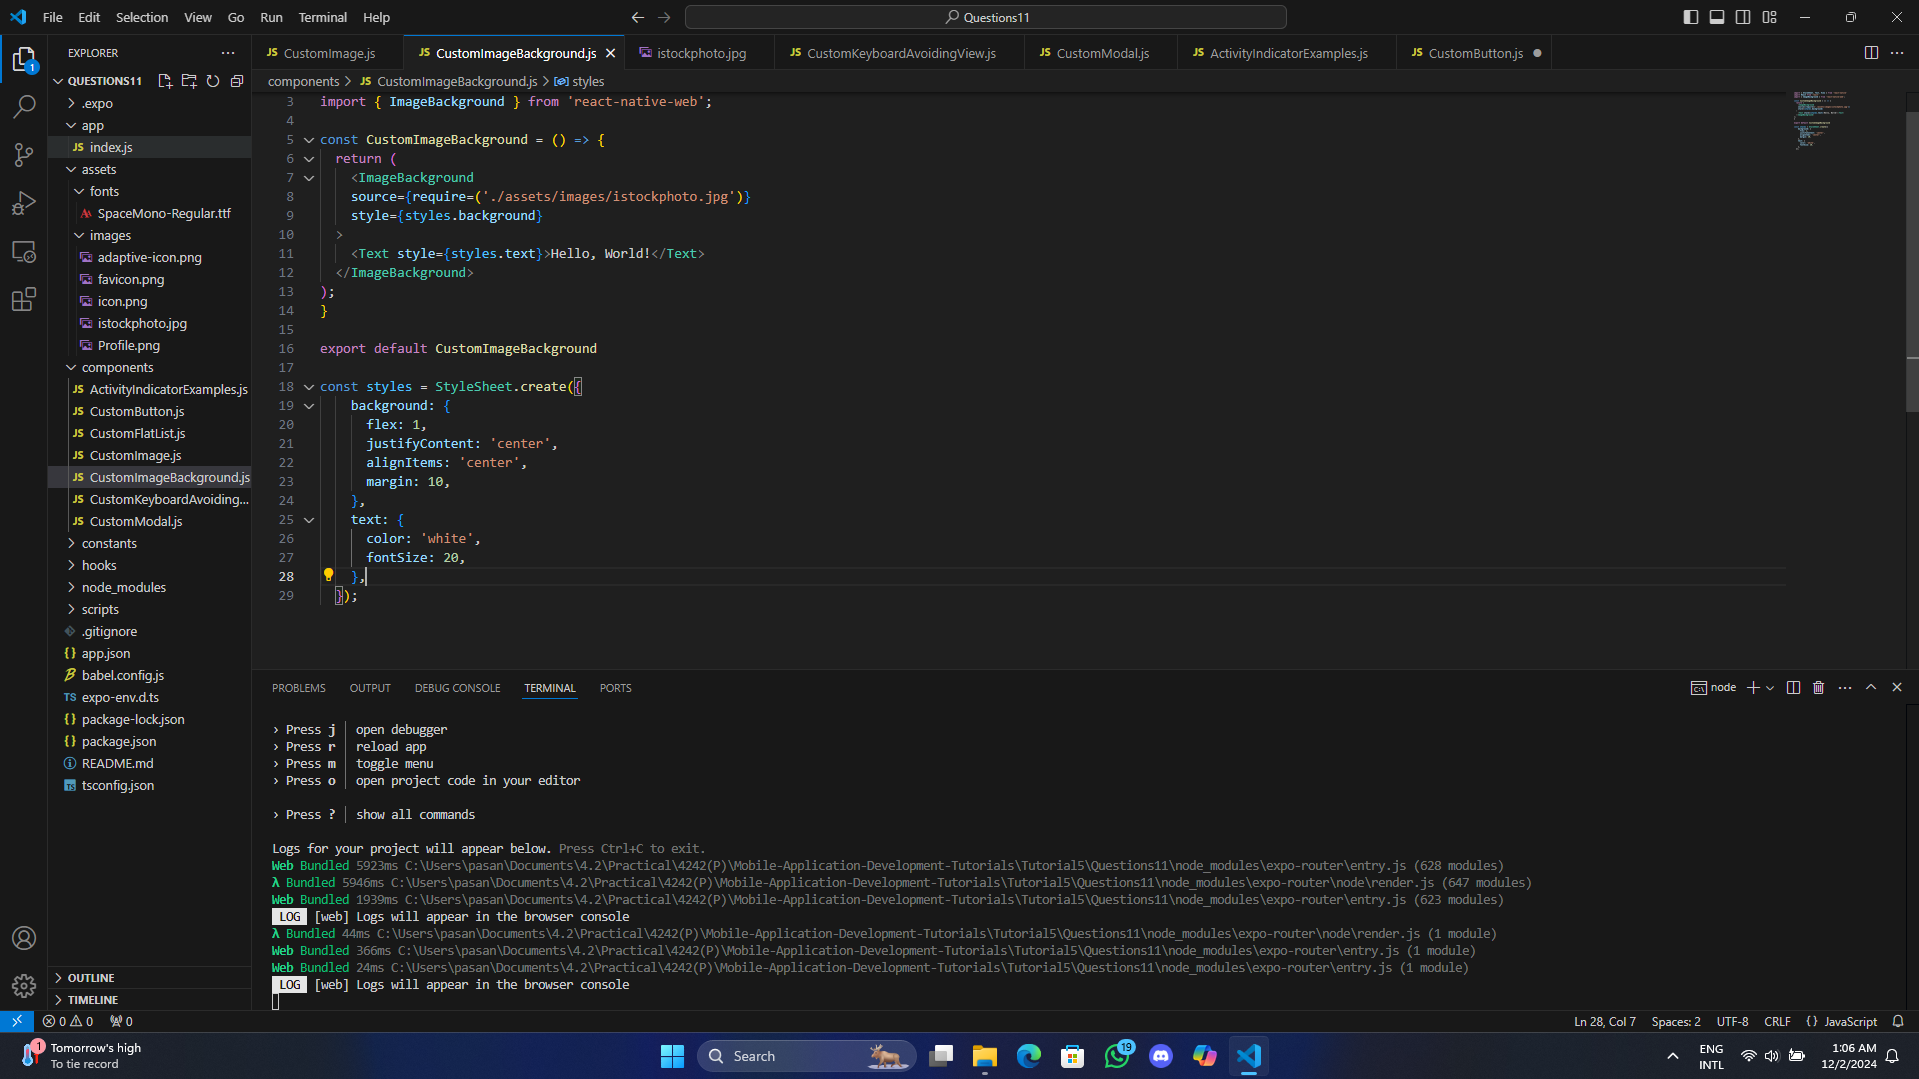 File Edit Selection View Go Run Terminal Help
Questions11
EXPLORER
CustomImage.js
CustomImageBackground.js
istockphoto.jpg
CustomKeyboardAvoidingView.js
CustomModal.js
ActivityIndicatorExamples.js
CustomButton.js
QUESTIONS11
components > JS CustomImageBackground.js > styles
.expo
app
JS index.js
assets
fonts
SpaceMono-Regular.ttf
images
adaptive-icon.png
favicon.png
icon.png
istockphoto.jpg
Profile.png
components
JS ActivityIndicatorExamples.js
JS CustomButton.js
JS CustomFlatList.js
JS CustomImage.js
JS CustomImageBackground.js
JS CustomKeyboardAvoiding...
JS CustomModal.js
constants
hooks
node_modules
scripts
.gitignore
{} app.json
babel.config.js
TS expo-env.d.ts
{} package-lock.json
{} package.json
README.md
tsconfig.json
OUTLINE
TIMELINE
3 import { ImageBackground } from 'react-native-web';
4
5 const CustomImageBackground = () => {
6 return (
7 <ImageBackground
8 source={require=('./assets/images/istockphoto.jpg')}
9 style={styles.background}
10 >
11 <Text style={styles.text}>Hello, World!</Text>
12 </ImageBackground>
13 );
14 }
15
16 export default CustomImageBackground
17
18 const styles = StyleSheet.create({
19 background: {
20 flex: 1,
21 justifyContent: 'center',
22 alignItems: 'center',
23 margin: 10,
24 },
25 text: {
26 color: 'white',
27 fontSize: 20,
28 },
29 });
PROBLEMS OUTPUT DEBUG CONSOLE TERMINAL PORTS
node
› Press j │ open debugger
› Press r │ reload app
› Press m │ toggle menu
› Press o │ open project code in your editor
› Press ? │ show all commands
Logs for your project will appear below. Press Ctrl+C to exit.
Web Bundled 5923ms C:\Users\pasan\Documents\4.2\Practical\4242(P)\Mobile-Application-Development-Tutorials\Tutorial5\Questions11\node_modules\expo-router\entry.js (628 modules)
λ Bundled 5946ms C:\Users\pasan\Documents\4.2\Practical\4242(P)\Mobile-Application-Development-Tutorials\Tutorial5\Questions11\node_modules\expo-router\node\render.js (647 modules)
Web Bundled 1939ms C:\Users\pasan\Documents\4.2\Practical\4242(P)\Mobile-Application-Development-Tutorials\Tutorial5\Questions11\node_modules\expo-router\entry.js (623 modules)
LOG [web] Logs will appear in the browser console
λ Bundled 44ms C:\Users\pasan\Documents\4.2\Practical\4242(P)\Mobile-Application-Development-Tutorials\Tutorial5\Questions11\node_modules\expo-router\node\render.js (1 module)
Web Bundled 366ms C:\Users\pasan\Documents\4.2\Practical\4242(P)\Mobile-Application-Development-Tutorials\Tutorial5\Questions11\node_modules\expo-router\entry.js (1 module)
Web Bundled 24ms C:\Users\pasan\Documents\4.2\Practical\4242(P)\Mobile-Application-Development-Tutorials\Tutorial5\Questions11\node_modules\expo-router\entry.js (1 module)
LOG [web] Logs will appear in the browser console
0 0 0
Ln 28, Col 7 Spaces: 2 UTF-8 CRLF {} JavaScript
1
Tomorrow's high
To tie record
Search
19
ENG
INTL
1:06 AM
12/2/2024